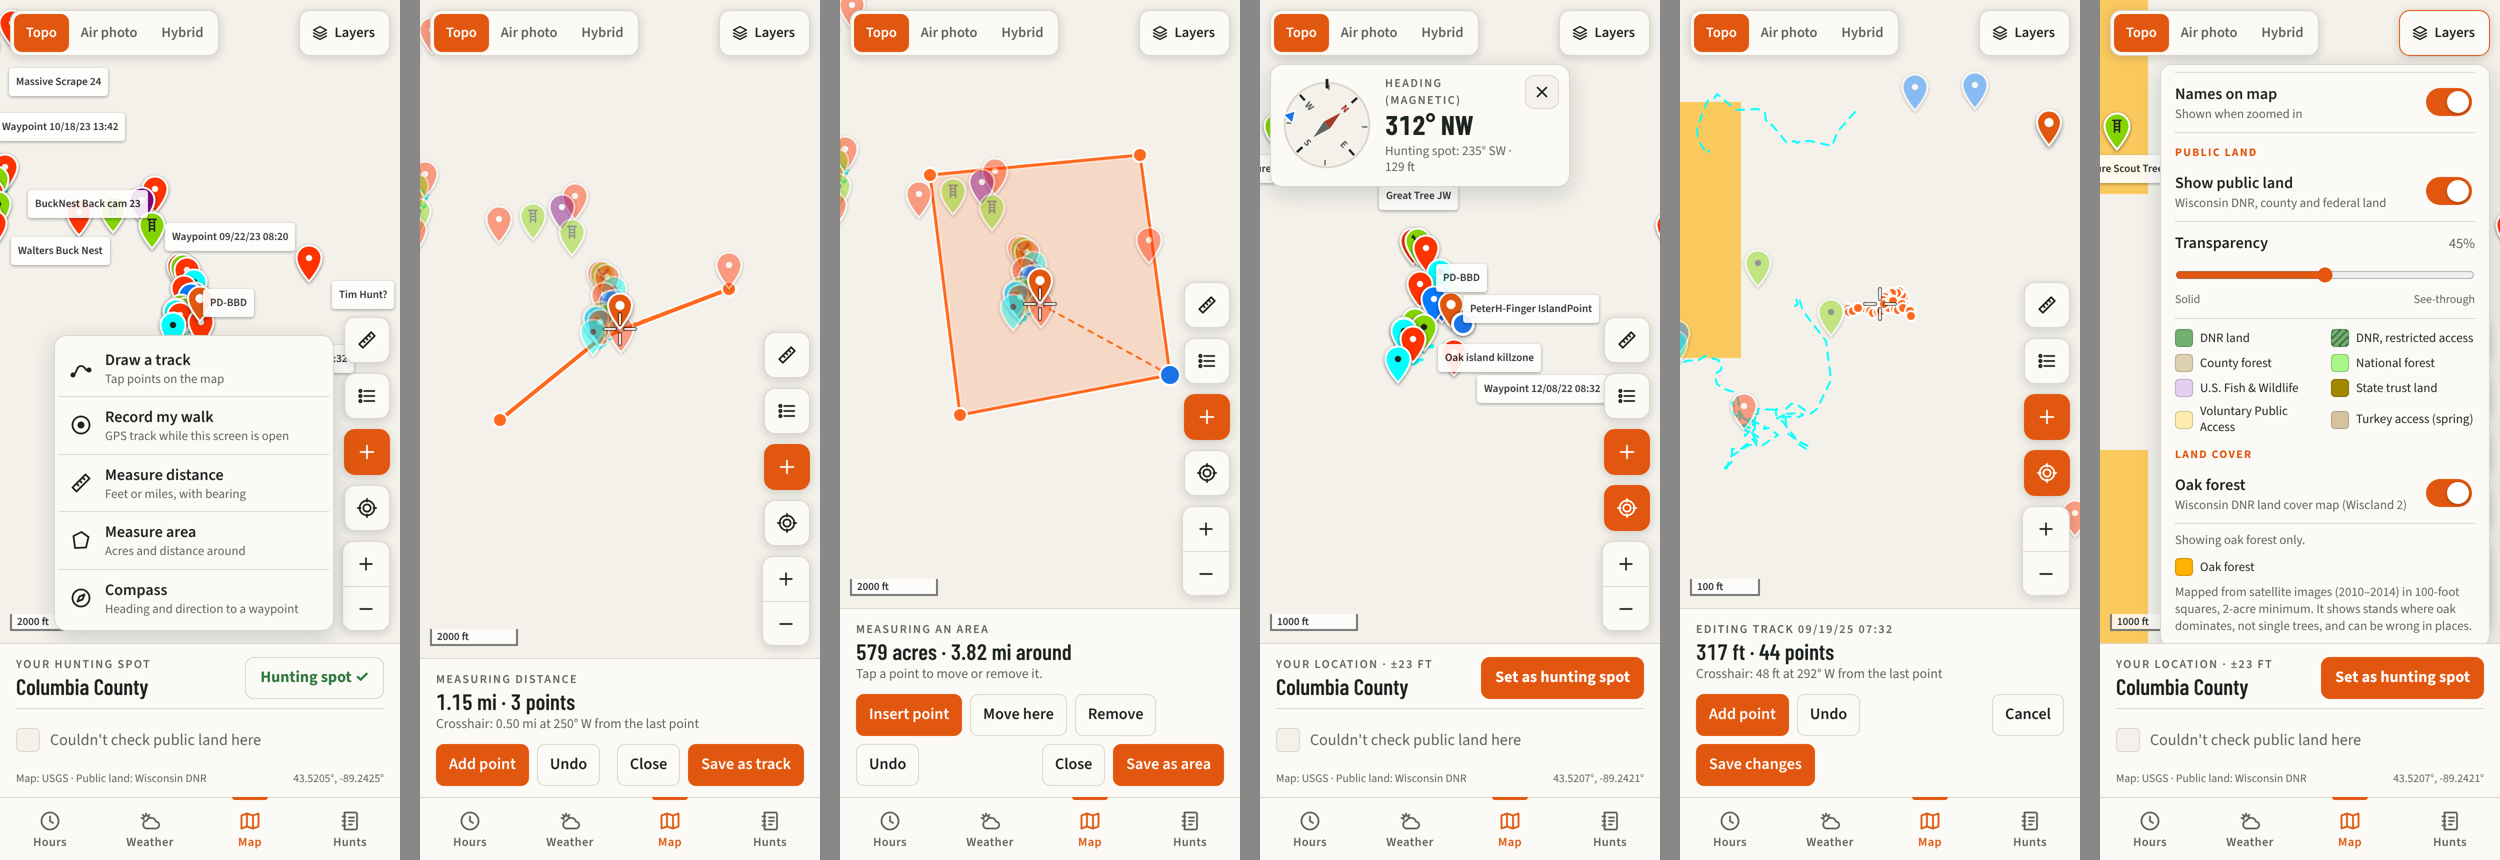 Topo
Air photo
Hybrid
Layers
Massive Scrape 24
Waypoint 10/18/23 13:42
BuckNest Back cam 23
Walters Buck Nest
Waypoint 09/22/23 08:20
Tim Hunt?
PD-BBD
:32
Draw a track
Tap points on the map
Record my walk
GPS track while this screen is open
Measure distance
Feet or miles, with bearing
Measure area
Acres and distance around
Compass
Heading and direction to a waypoint
2000 ft
YOUR HUNTING SPOT
Columbia County
Hunting spot ✓
Couldn't check public land here
Map: USGS · Public land: Wisconsin DNR
43.5205°, -89.2425°
Hours
Weather
Map
Hunts
Topo
Air photo
Hybrid
Layers
2000 ft
MEASURING DISTANCE
1.15 mi · 3 points
Crosshair: 0.50 mi at 250° W from the last point
Add point
Undo
Close
Save as track
Hours
Weather
Map
Hunts
Topo
Air photo
Hybrid
Layers
2000 ft
MEASURING AN AREA
579 acres · 3.82 mi around
Tap a point to move or remove it.
Insert point
Move here
Remove
Undo
Close
Save as area
Hours
Weather
Map
Hunts
Topo
Air photo
Hybrid
Layers
HEADING
(MAGNETIC)
312° NW
Hunting spot: 235° SW ·
129 ft
N
E
S
W
Great Tree JW
PD-BBD
PeterH-Finger IslandPoint
Oak island killzone
Waypoint 12/08/22 08:32
1000 ft
YOUR LOCATION · ±23 FT
Columbia County
Set as hunting spot
Couldn't check public land here
Map: USGS · Public land: Wisconsin DNR
43.5207°, -89.2421°
Hours
Weather
Map
Hunts
Topo
Air photo
Hybrid
Layers
100 ft
EDITING TRACK 09/19/25 07:32
317 ft · 44 points
Crosshair: 48 ft at 292° W from the last point
Add point
Undo
Cancel
Save changes
Hours
Weather
Map
Hunts
Topo
Air photo
Hybrid
Layers
ure Scout Tree
Names on map
Shown when zoomed in
PUBLIC LAND
Show public land
Wisconsin DNR, county and federal land
Transparency
45%
Solid
See-through
DNR land
DNR, restricted access
County forest
National forest
U.S. Fish & Wildlife
State trust land
Voluntary Public
Access
Turkey access (spring)
LAND COVER
Oak forest
Wisconsin DNR land cover map (Wiscland 2)
Showing oak forest only.
Oak forest
Mapped from satellite images (2010–2014) in 100-foot
squares, 2-acre minimum. It shows stands where oak
dominates, not single trees, and can be wrong in places.
1000 ft
YOUR LOCATION · ±23 FT
Columbia County
Set as hunting spot
Couldn't check public land here
Map: USGS · Public land: Wisconsin DNR
43.5207°, -89.2421°
Hours
Weather
Map
Hunts